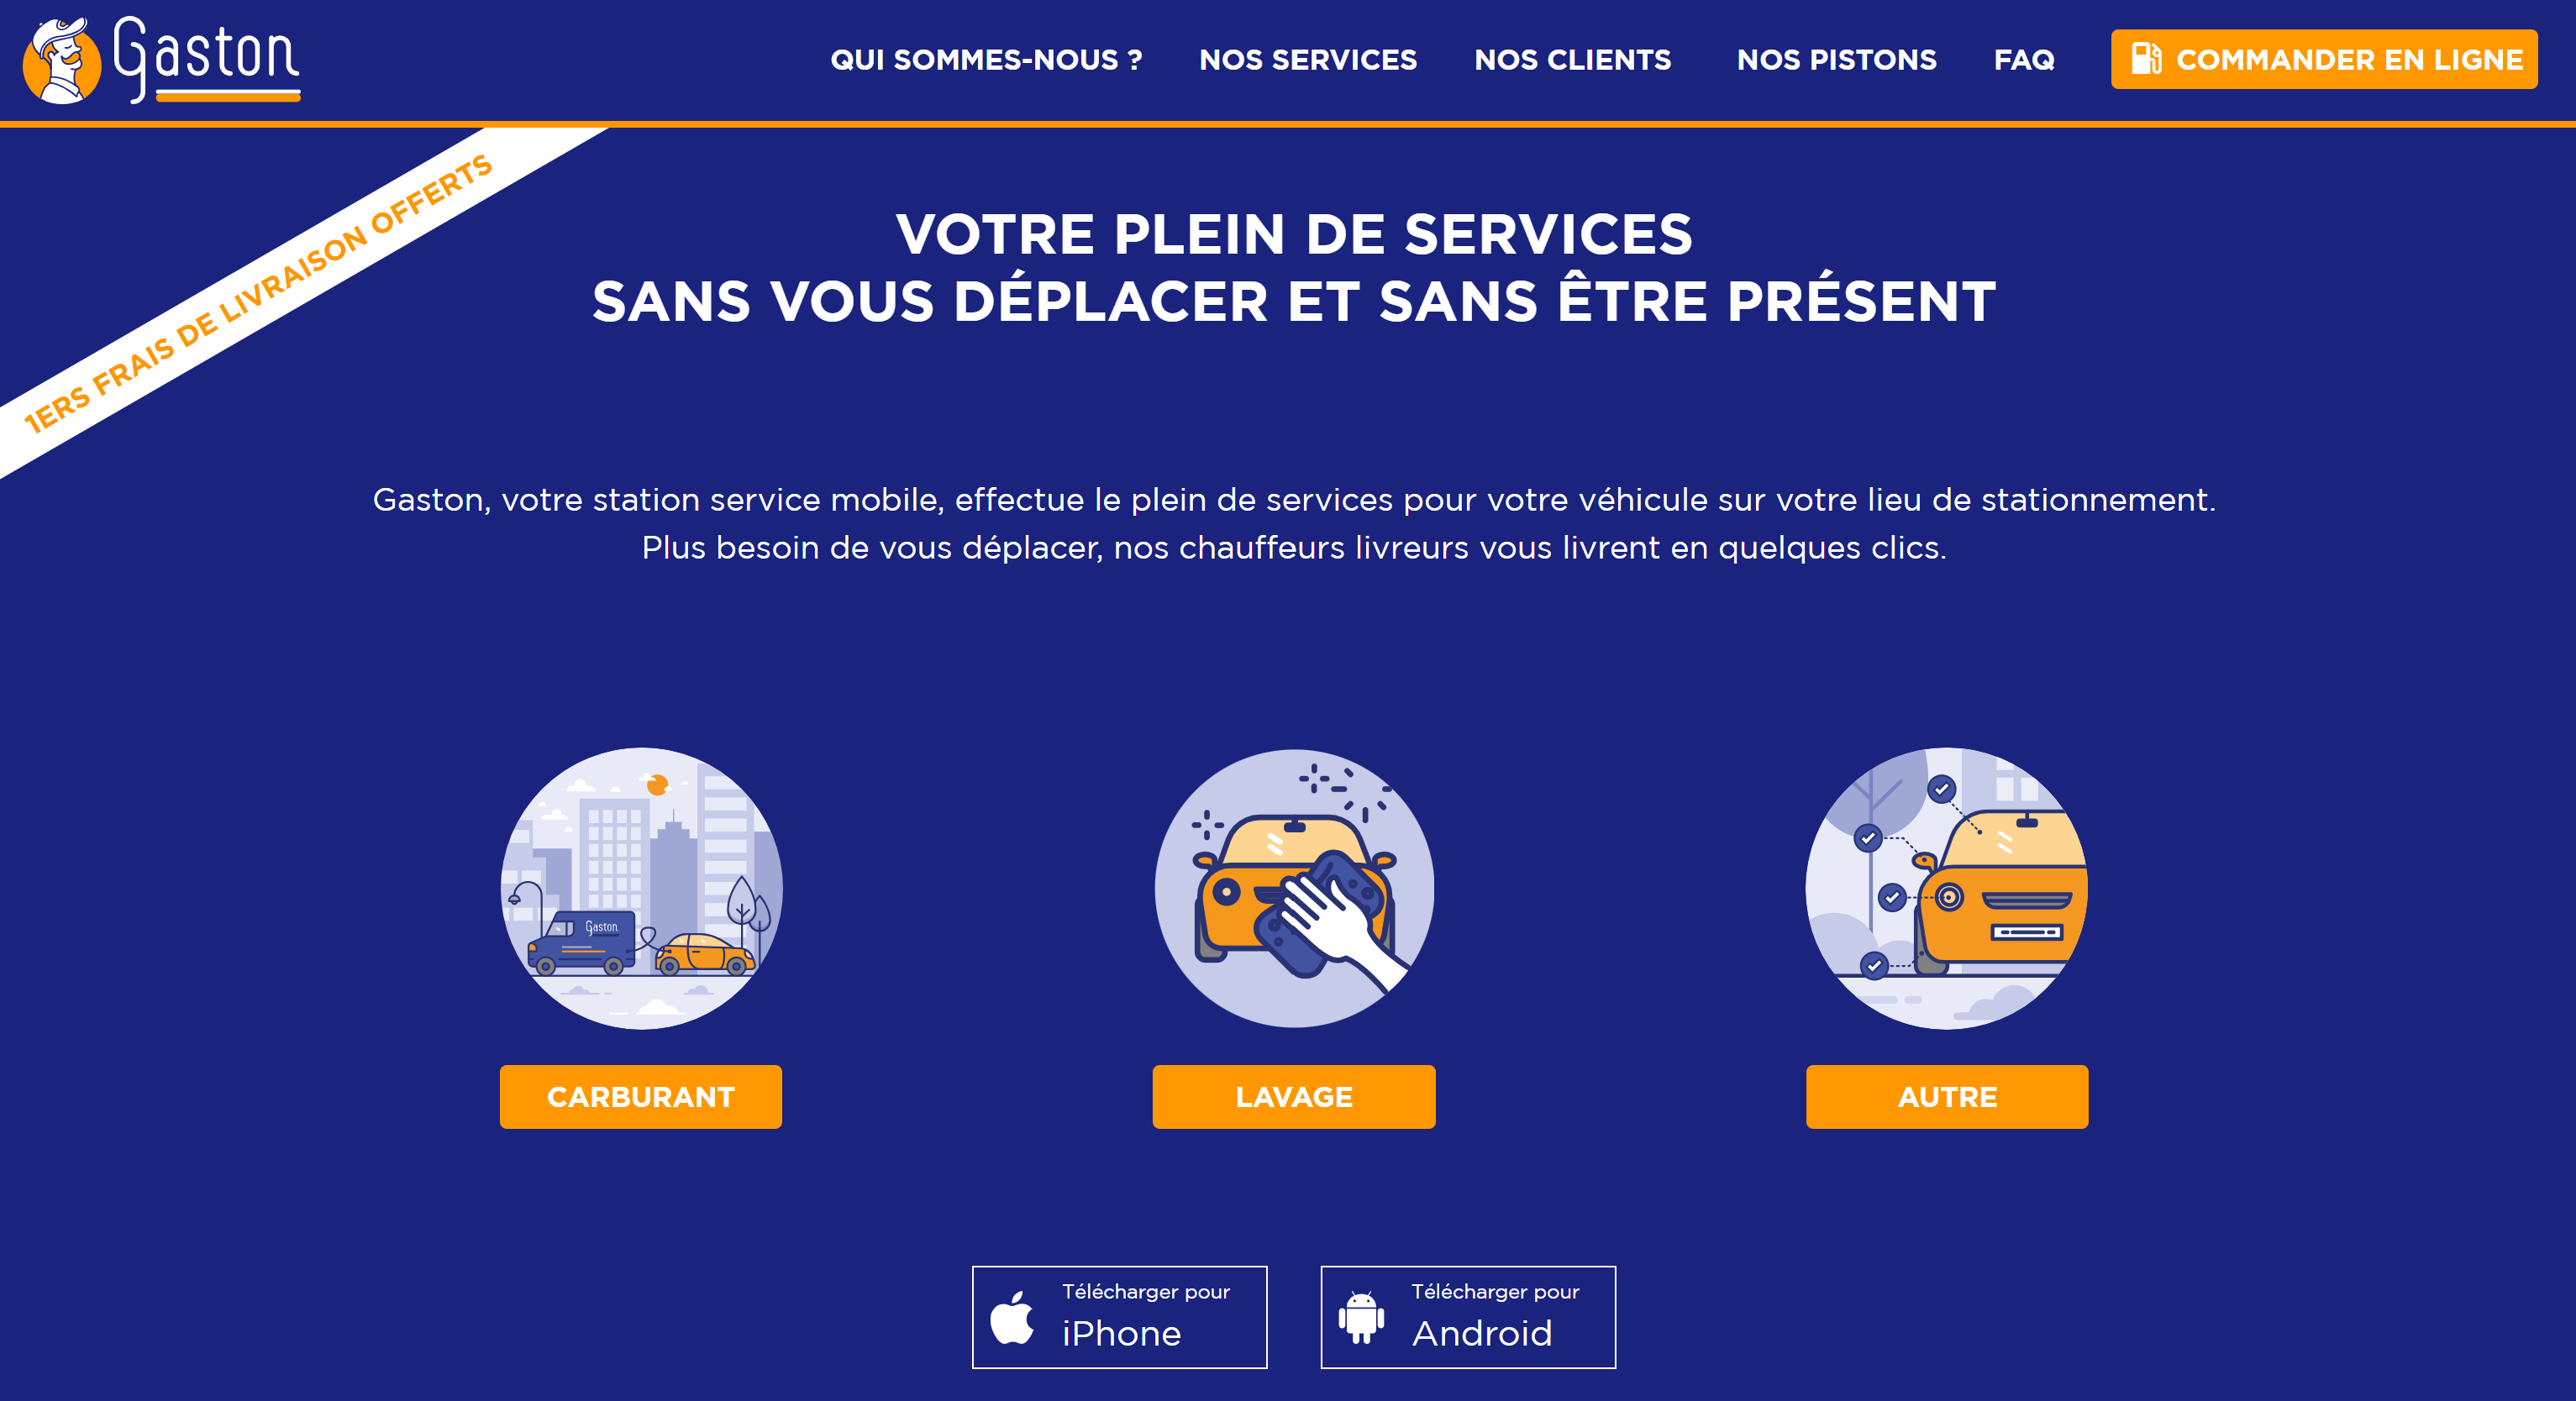 Gaston
QUI SOMMES-NOUS ?
NOS SERVICES
NOS CLIENTS
NOS PISTONS
FAQ
COMMANDER EN LIGNE
1ERS FRAIS DE LIVRAISON OFFERTS
VOTRE PLEIN DE SERVICES
SANS VOUS DÉPLACER ET SANS ÊTRE PRÉSENT
Gaston, votre station service mobile, effectue le plein de services pour votre véhicule sur votre lieu de stationnement.
Plus besoin de vous déplacer, nos chauffeurs livreurs vous livrent en quelques clics.
Gaston
CARBURANT
LAVAGE
AUTRE
Télécharger pour
iPhone
Télécharger pour
Android